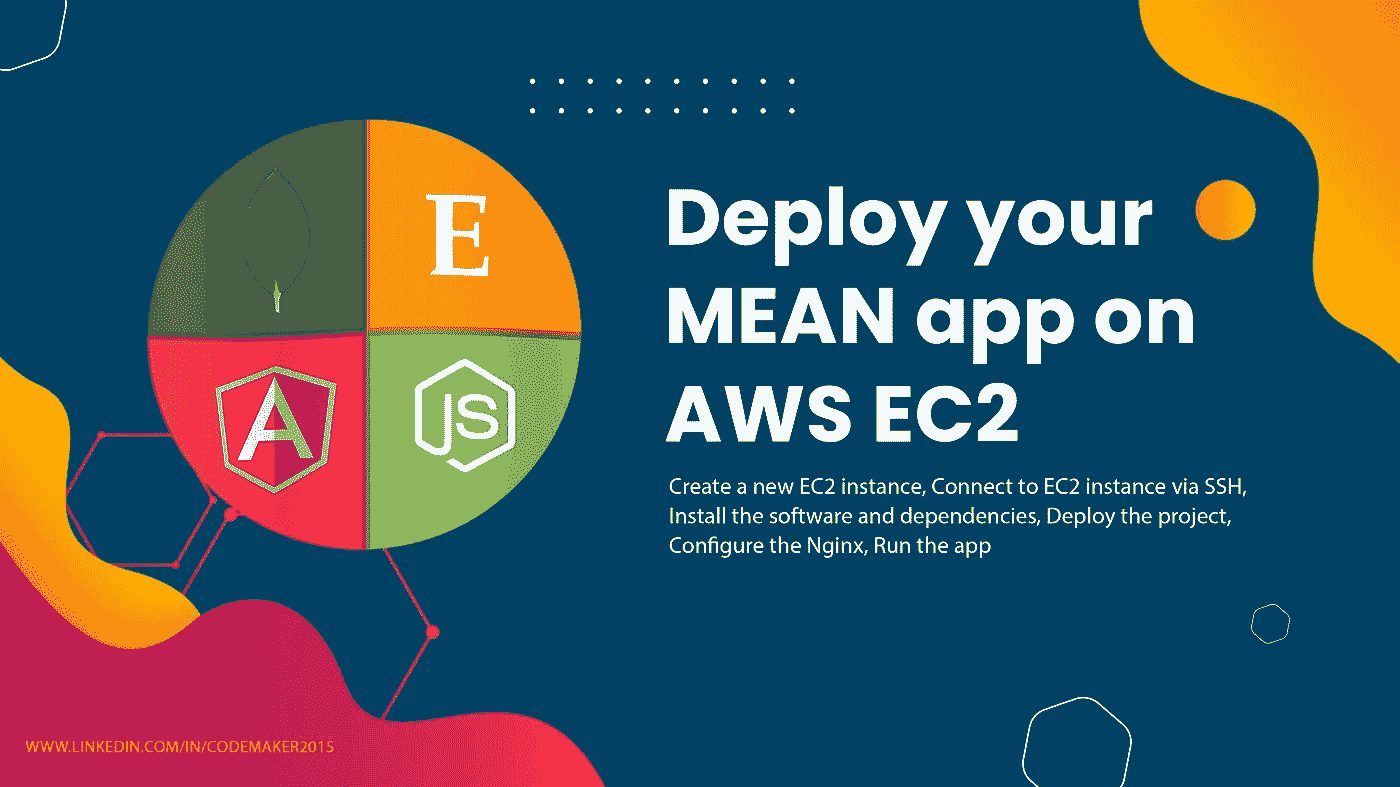 E
A
JS
Deploy your
MEAN app on
AWS EC2
Create a new EC2 instance, Connect to EC2 instance via SSH,
Install the software and dependencies, Deploy the project,
Configure the Nginx, Run the app
WWW.LINKEDIN.COM/IN/CODEMAKER2015